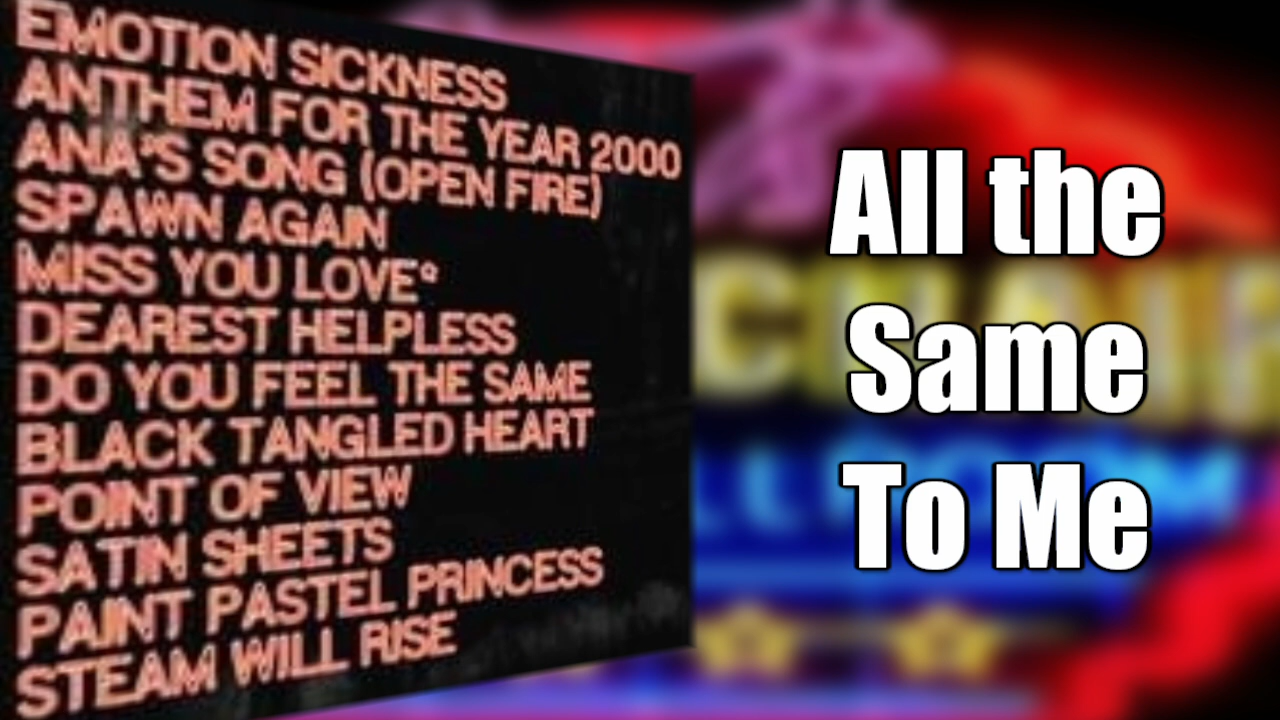 EMOTION SICKNESS
ANTHEM FOR THE YEAR 2000
ANA'S SONG (OPEN FIRE)
SPAWN AGAIN
MISS YOU LOVE*
DEAREST HELPLESS
DO YOU FEEL THE SAME
BLACK TANGLED HEART
POINT OF VIEW
SATIN SHEETS
PAINT PASTEL PRINCESS
STEAM WILL RISE
All the
Same
To Me